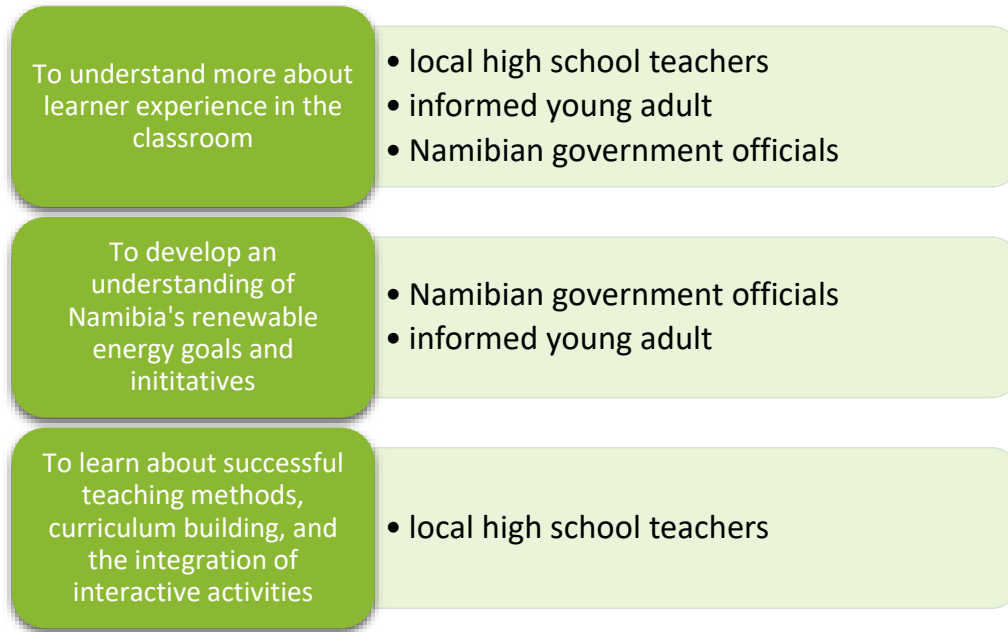 To understand more about
learner experience in the
classroom
• local high school teachers
• informed young adult
• Namibian government officials
To develop an
understanding of
Namibia's renewable
energy goals and
inititatives
• Namibian government officials
• informed young adult
To learn about successful
teaching methods,
curriculum building, and
the integration of
interactive activities
• local high school teachers